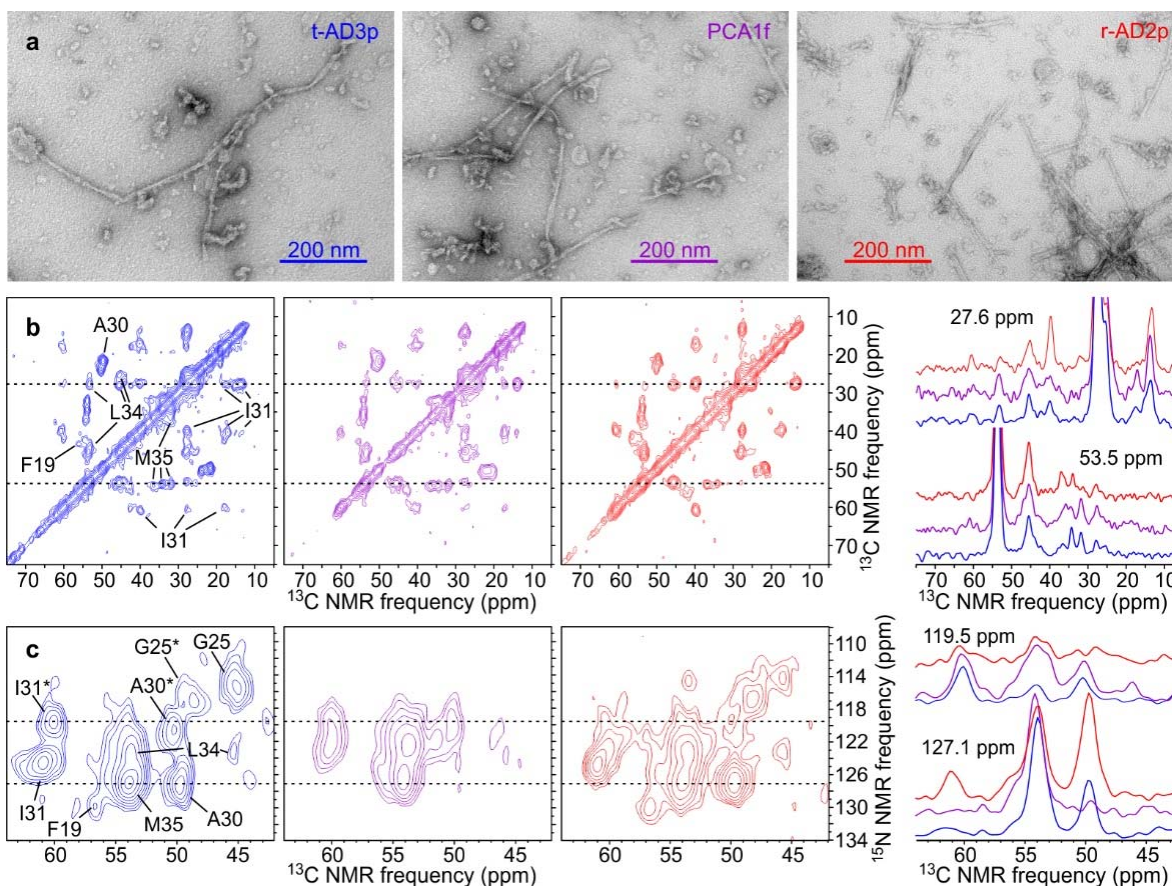 a
t-AD3p
200 nm
PCA1f
200 nm
r-AD2p
200 nm
b
A30
L34
I31
F19
M35
I31
10
20
30
40
50
60
70
¹³C NMR frequency (ppm)
70 60 50 40 30 20 10
70 60 50 40 30 20 10
70 60 50 40 30 20 10
¹³C NMR frequency (ppm)
¹³C NMR frequency (ppm)
27.6 ppm
53.5 ppm
70 60 50 40 30 20 10
¹³C NMR frequency (ppm)
c
G25*
G25
I31*
A30*
L34
I31
F19
M35
A30
110
114
118
122
126
130
134
¹⁵N NMR frequency (ppm)
60 55 50 45
60 55 50 45
60 55 50 45
¹³C NMR frequency (ppm)
¹³C NMR frequency (ppm)
119.5 ppm
127.1 ppm
60 55 50 45
¹³C NMR frequency (ppm)